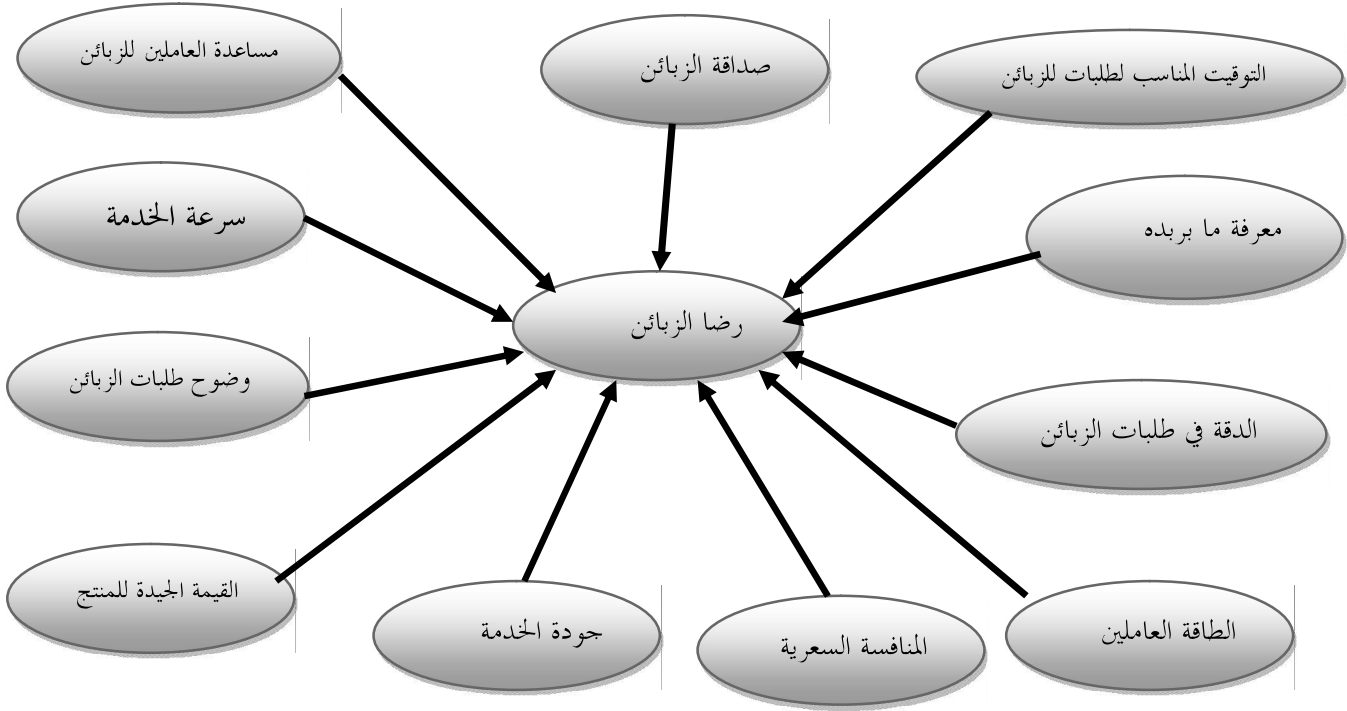 التوقيت المناسب لطلبات للزبائن
صداقة الزبائن
مساعدة العاملين للزبائن
معرفة ما بربده
سرعة الخدمة
رضا الزبائن
وضوح طلبات الزبائن
الدقة في طلبات الزبائن
القيمة الجيدة للمنتج
الطاقة العاملين
المنافسة السعرية
جودة الخدمة